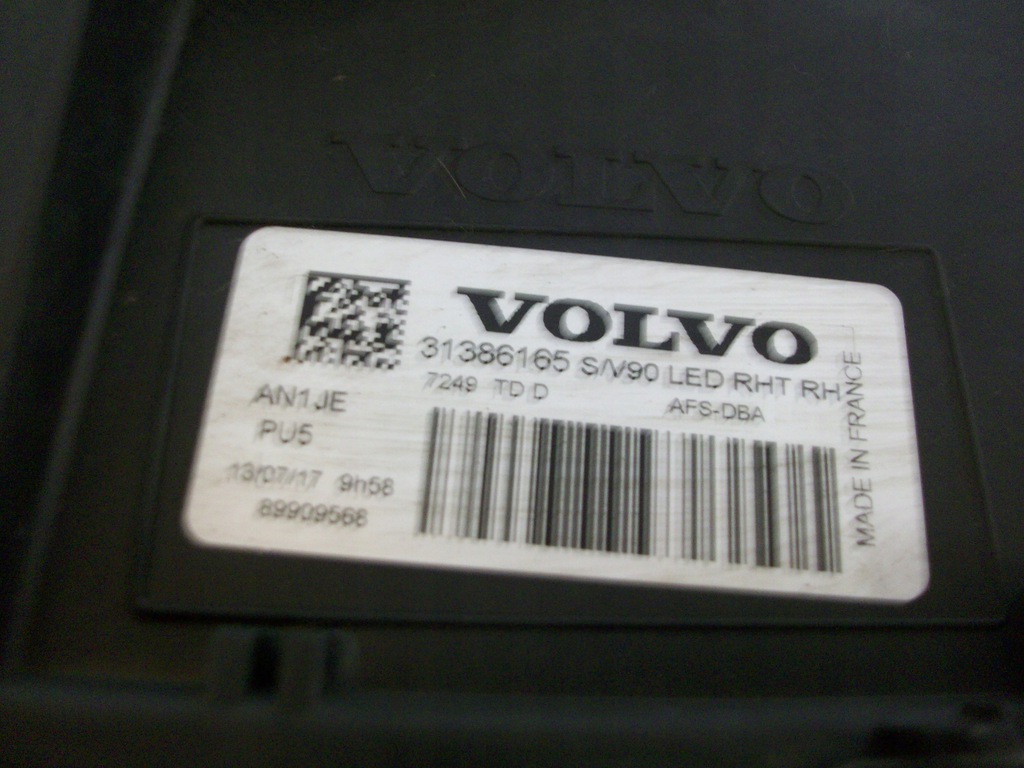 VOLVO
VOLVO
31386165 S/V90 LED RHT RH
7249 TD D AFS-DBA
AN1JE
PU5
13/07/17 9h58
89909568
MADE IN FRANCE